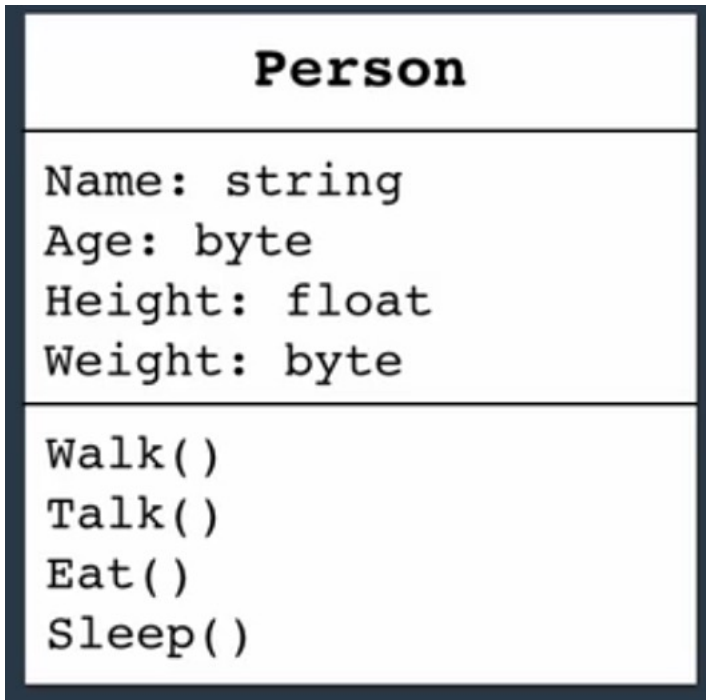 Person
Name: string
Age: byte
Height: float
Weight: byte
Walk()
Talk()
Eat()
Sleep()